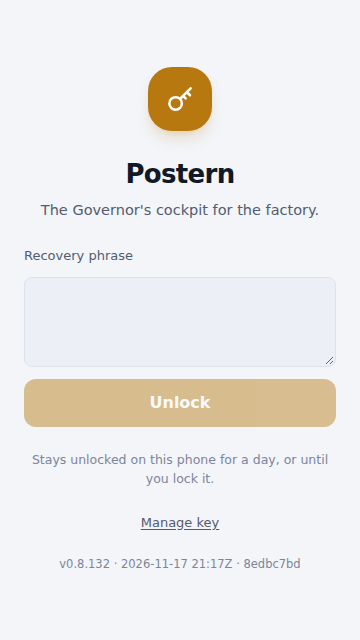 Postern
The Governor's cockpit for the factory.
Recovery phrase
Unlock
Stays unlocked on this phone for a day, or until
you lock it.
Manage key
v0.8.132 · 2026-11-17 21:17Z · 8edbc7bd